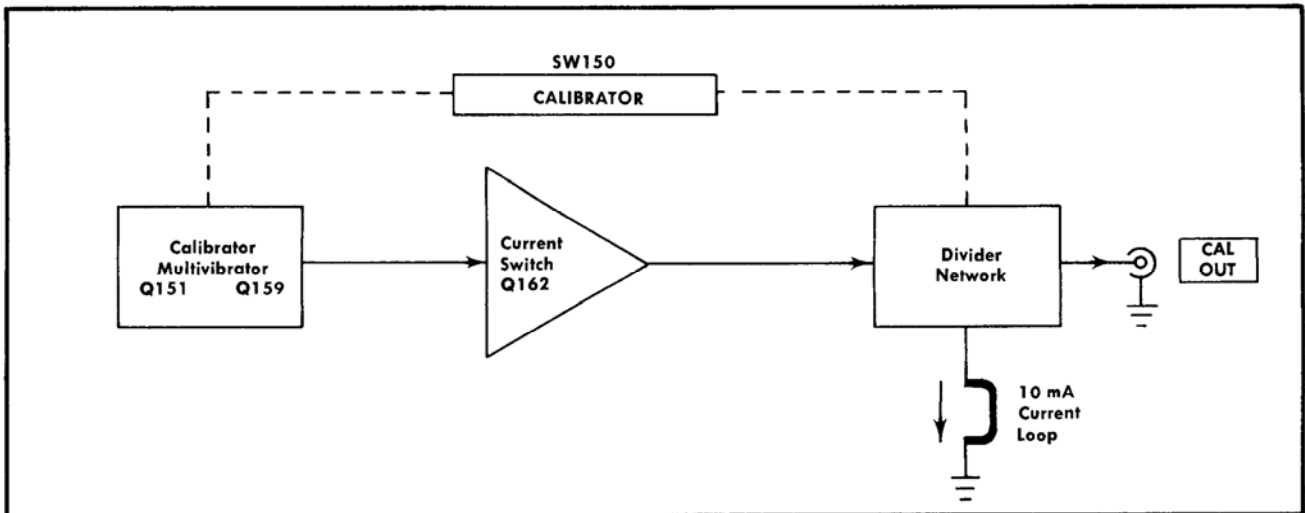 SW150
CALIBRATOR
Calibrator
Multivibrator
Q151 Q159
Current
Switch
Q162
Divider
Network
CAL
OUT
10 mA
Current
Loop